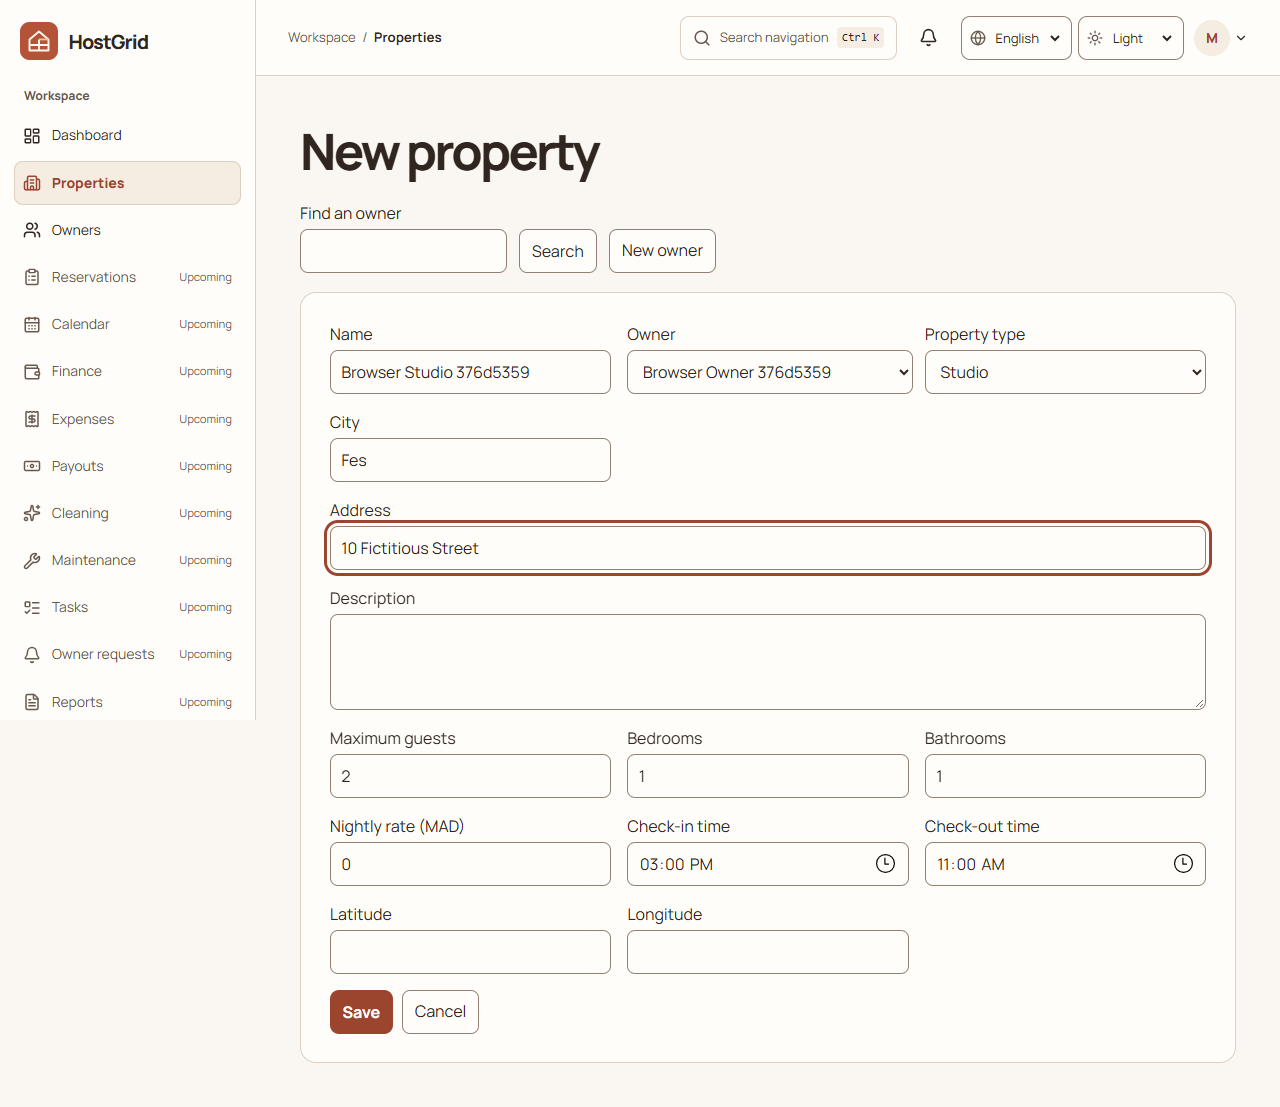 HostGrid
Workspace
Dashboard
Properties
Owners
Reservations Upcoming
Calendar Upcoming
Finance Upcoming
Expenses Upcoming
Payouts Upcoming
Cleaning Upcoming
Maintenance Upcoming
Tasks Upcoming
Owner requests Upcoming
Reports Upcoming
Workspace / Properties
Search navigation Ctrl K
English
Light
M
New property
Find an owner
Search
New owner
Name Owner Property type
Browser Studio 376d5359 Browser Owner 376d5359 Studio
City
Fes
Address
10 Fictitious Street
Description
Maximum guests Bedrooms Bathrooms
2 1 1
Nightly rate (MAD) Check-in time Check-out time
0 03:00 PM 11:00 AM
Latitude Longitude
Save Cancel